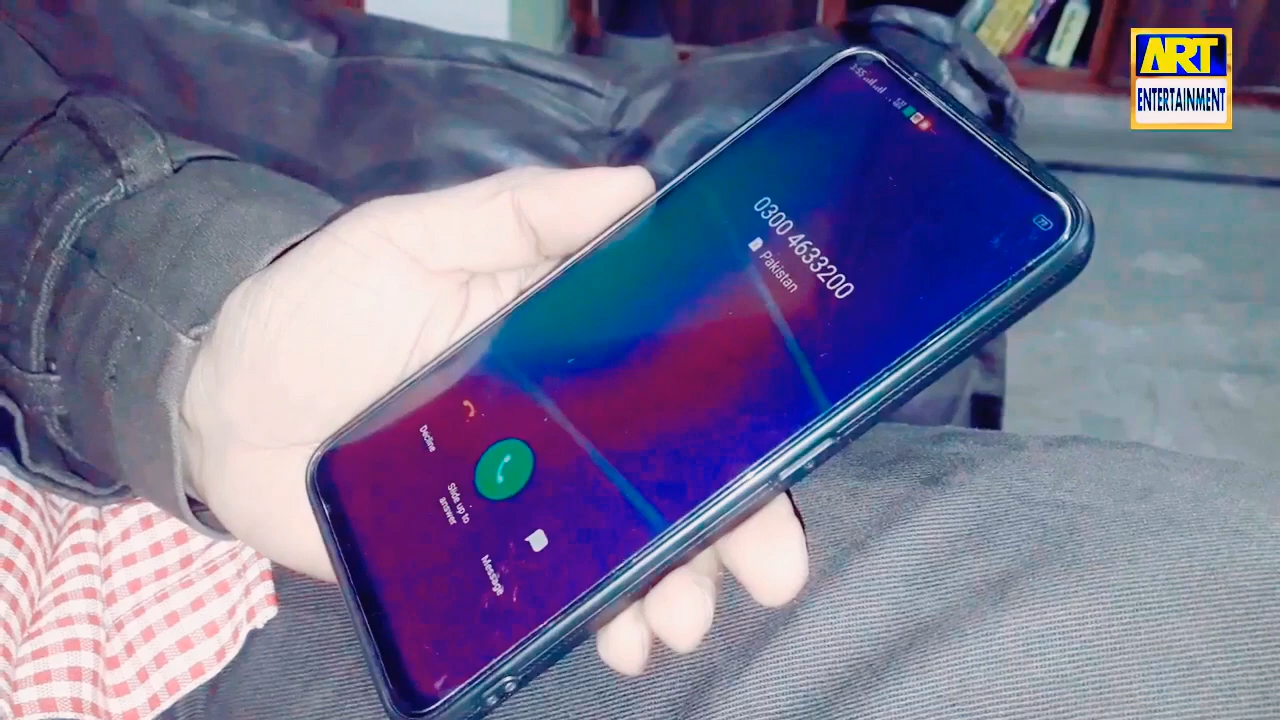 ART
ENTERTAINMENT
0300 4633200
Pakistan
Decline
Slide up to
answer
Message